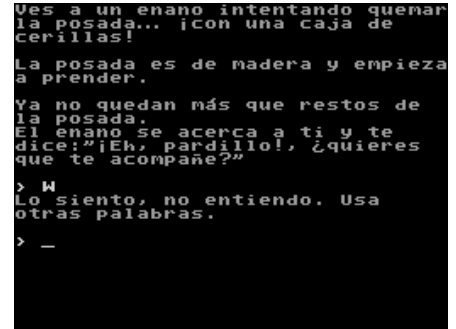 Ves a un enano intentando quemar
la posada... ¡con una caja de
cerillas!
La posada es de madera y empieza
a prender.
Ya no quedan más que restos de
la posada.
El enano se acerca a ti y te
dice:"¡Eh, pardillo!, ¿quieres
que te acompañe?"
> W
Lo siento, no entiendo. Usa
otras palabras.
> _